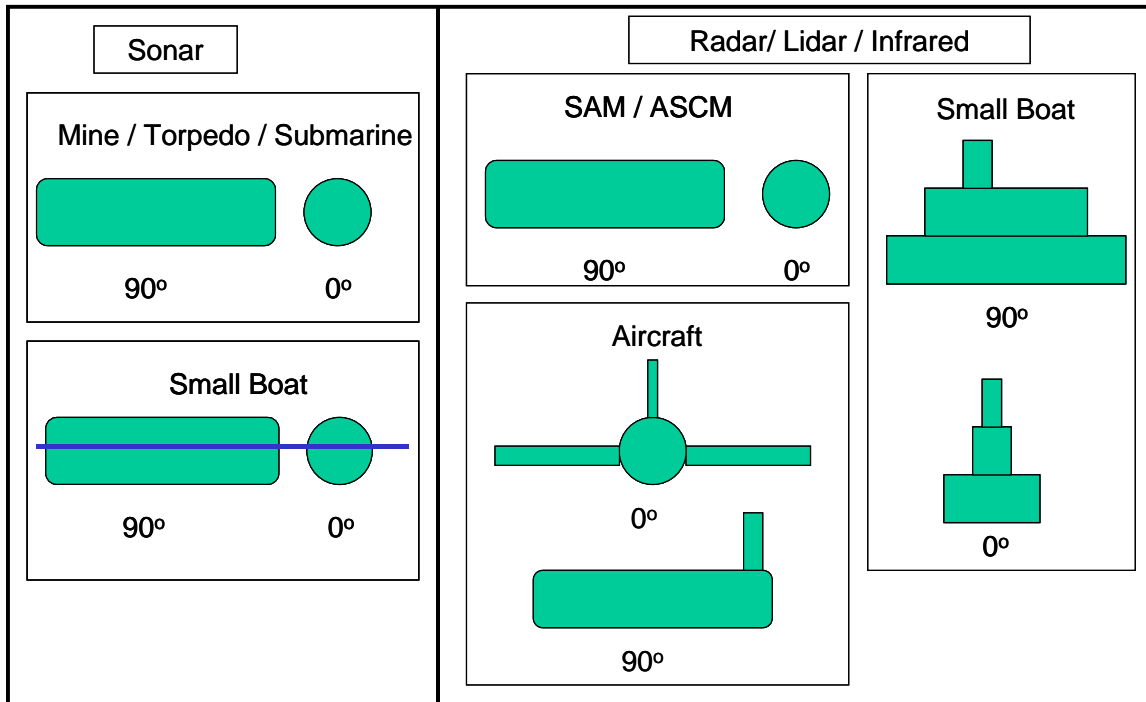 Sonar
Mine / Torpedo / Submarine
90º 0º
Small Boat
90º 0º
Radar/ Lidar / Infrared
SAM / ASCM
90º 0º
Aircraft
0º
90º
Small Boat
90º
0º